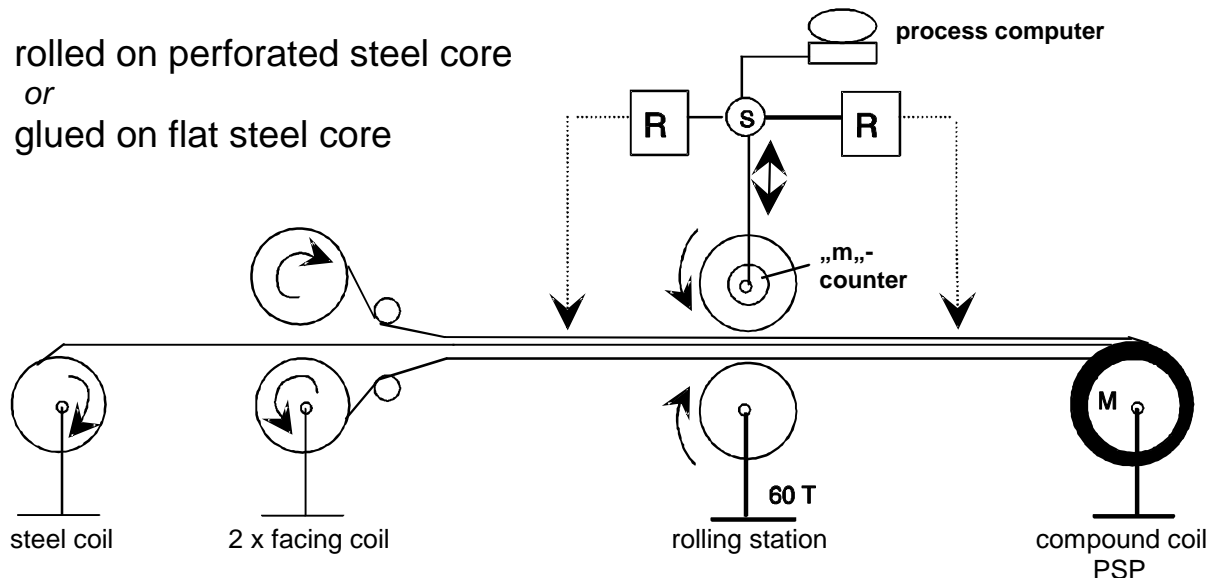 rolled on perforated steel core
or
glued on flat steel core
process computer
R
S
R
„m„-
counter
M
60 T
steel coil
2 x facing coil
rolling station
compound coil
PSP